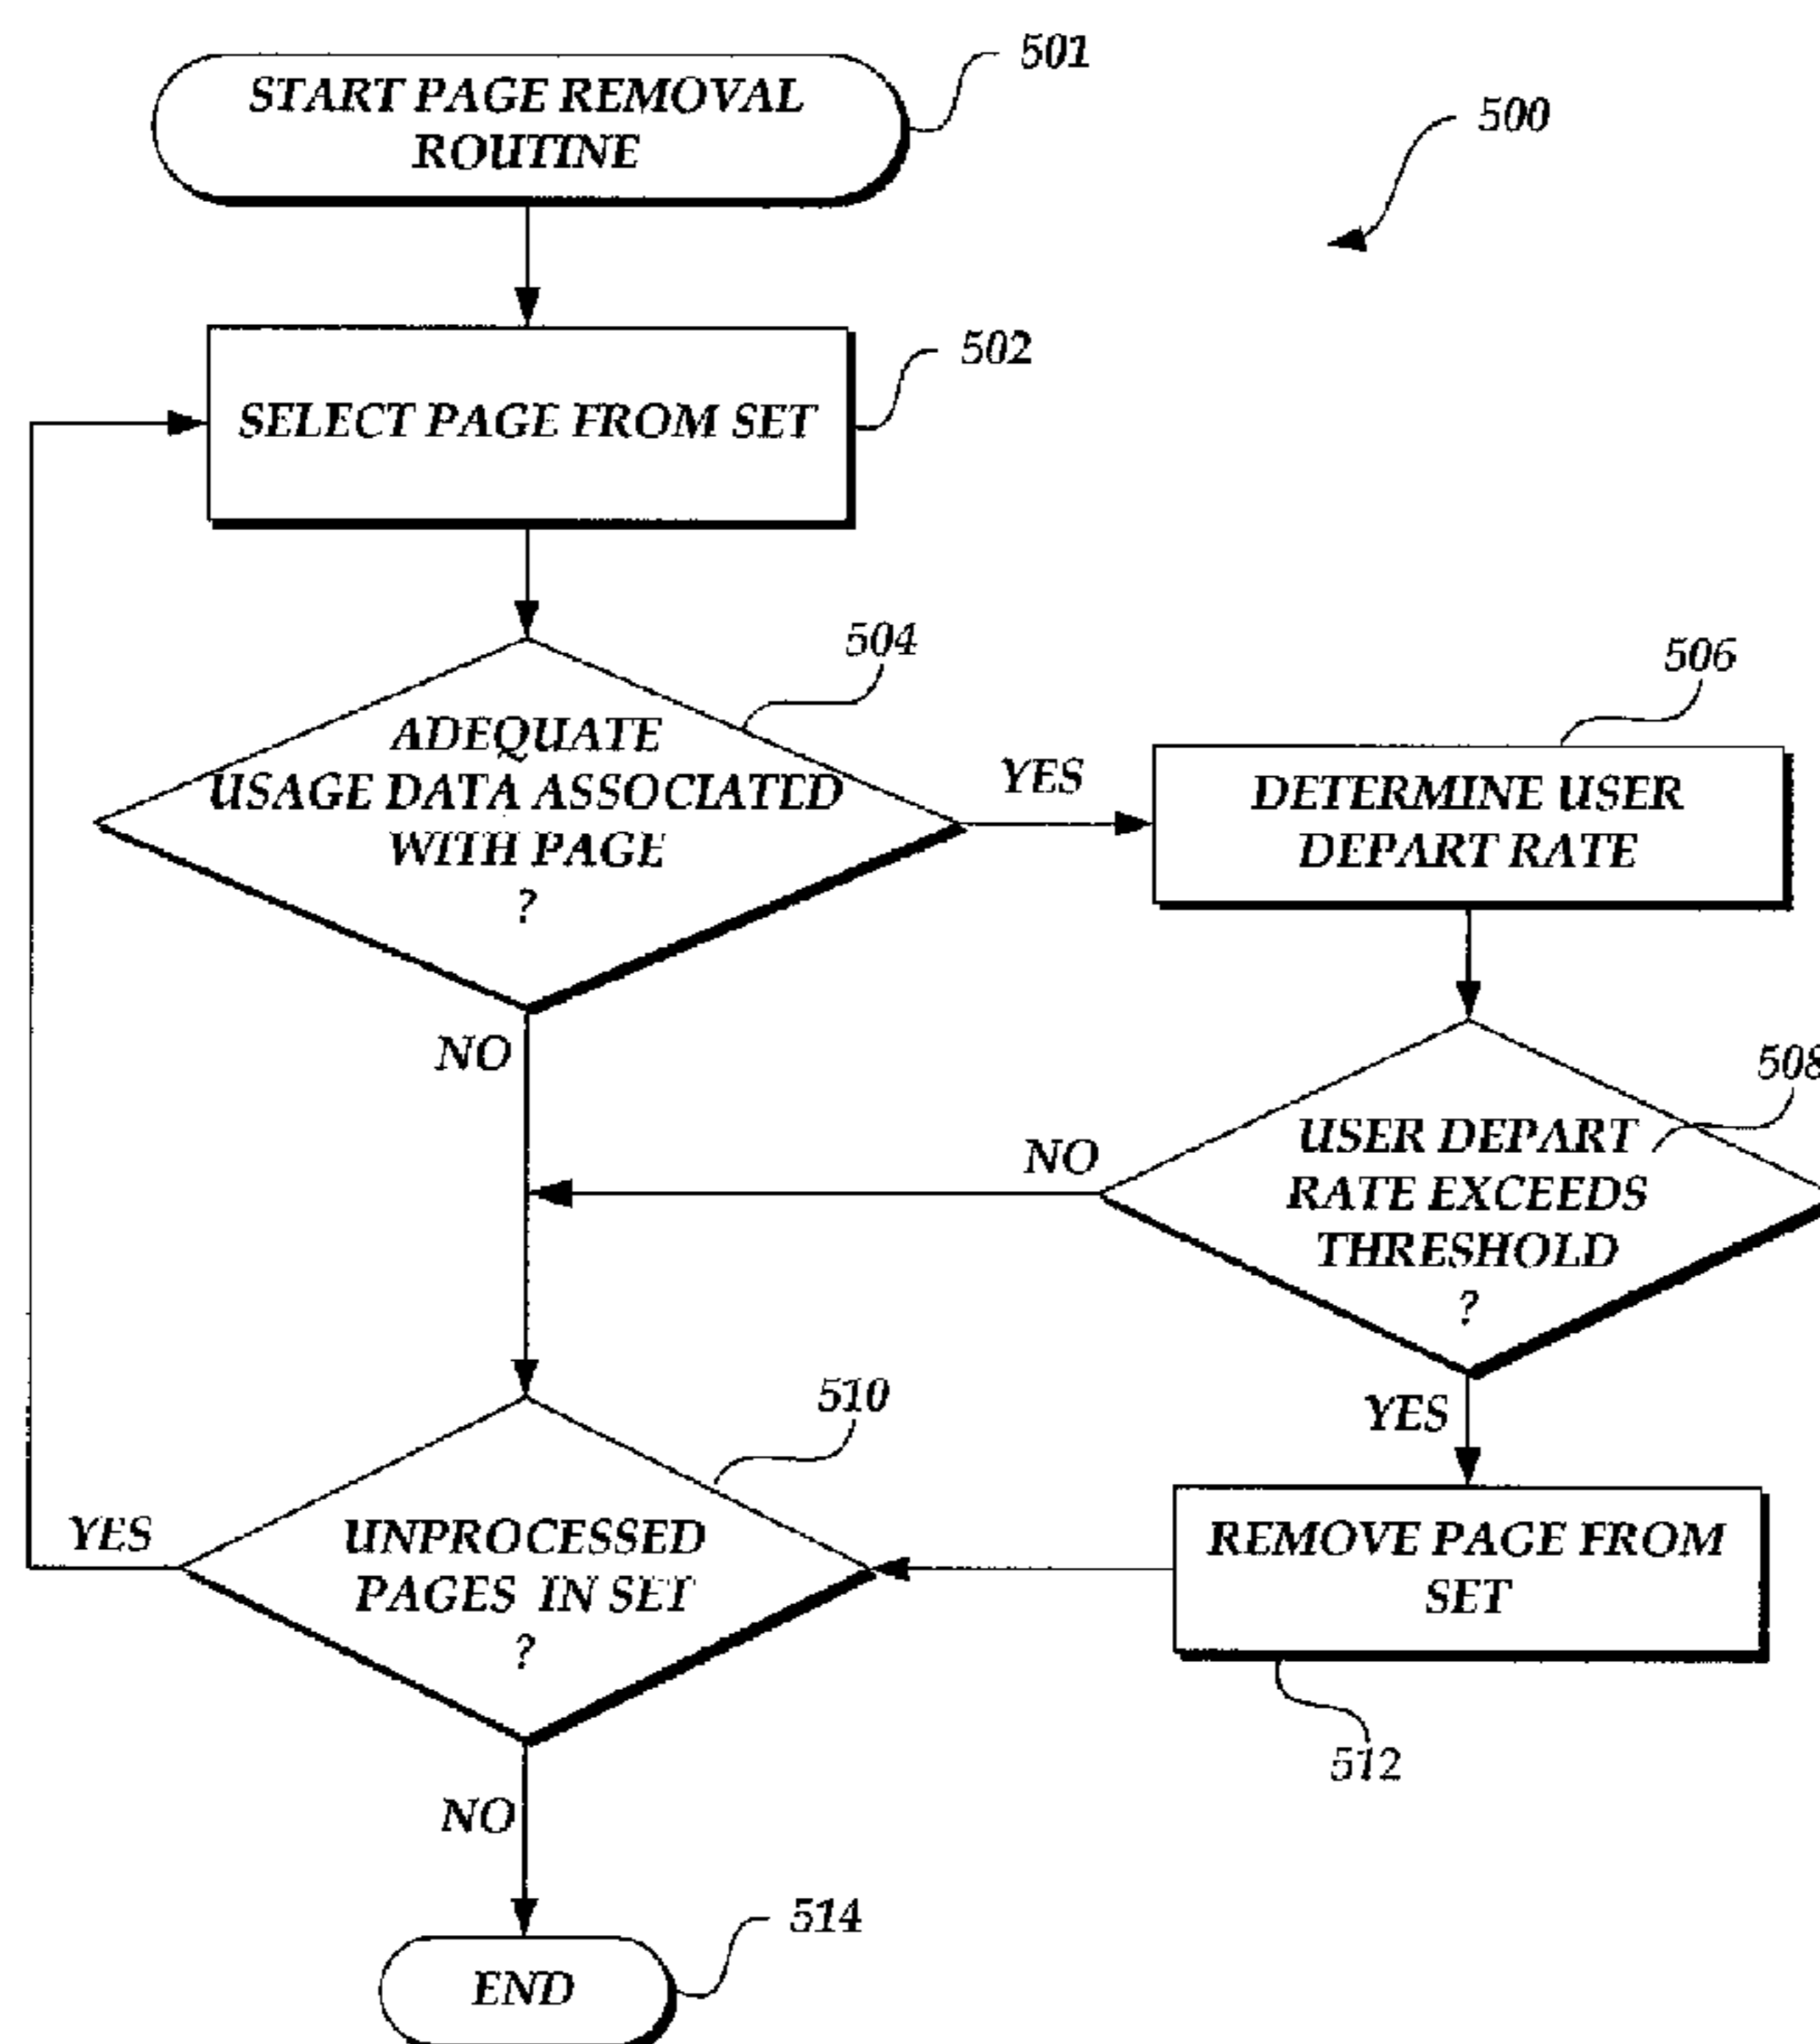 START PAGE REMOVAL
ROUTINE
501
500
SELECT PAGE FROM SET
502
504
ADEQUATE
USAGE DATA ASSOCIATED
WITH PAGE
?
YES
506
DETERMINE USER
DEPART RATE
NO
508
USER DEPART
RATE EXCEEDS
THRESHOLD
?
NO
YES
510
UNPROCESSED
PAGES IN SET
?
YES
REMOVE PAGE FROM
SET
512
NO
514
END